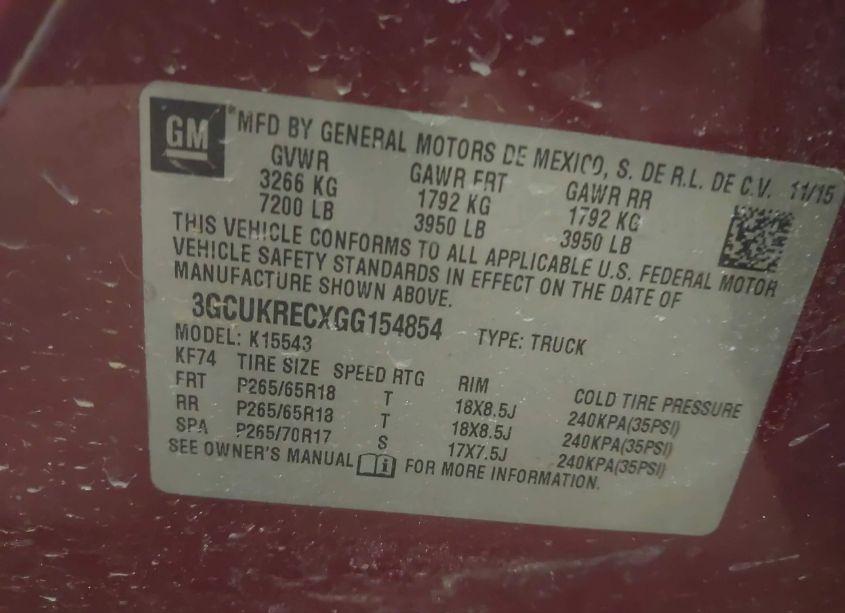 GM
*MFD BY GENERAL MOTORS DE MEXICO, S. DE R.L. DE C.V. 11/15
GVWR GAWR FRT GAWR RR
3266 KG 1792 KG 1792 KG
7200 LB 3950 LB 3950 LB
THIS VEHICLE CONFORMS TO ALL APPLICABLE U.S. FEDERAL MOTOR
VEHICLE SAFETY STANDARDS IN EFFECT ON THE DATE OF
MANUFACTURE SHOWN ABOVE.
3GCUKRECXGG154854 TYPE: TRUCK
MODEL: K15543
KF74 TIRE SIZE SPEED RTG RIM COLD TIRE PRESSURE
FRT P265/65R18 T 18X8.5J 240KPA(35PSI)
RR P265/65R18 T 18X8.5J 240KPA(35PSI)
SPA P265/70R17 S 17X7.5J 240KPA(35PSI)
SEE OWNER'S MANUAL FOR MORE INFORMATION.